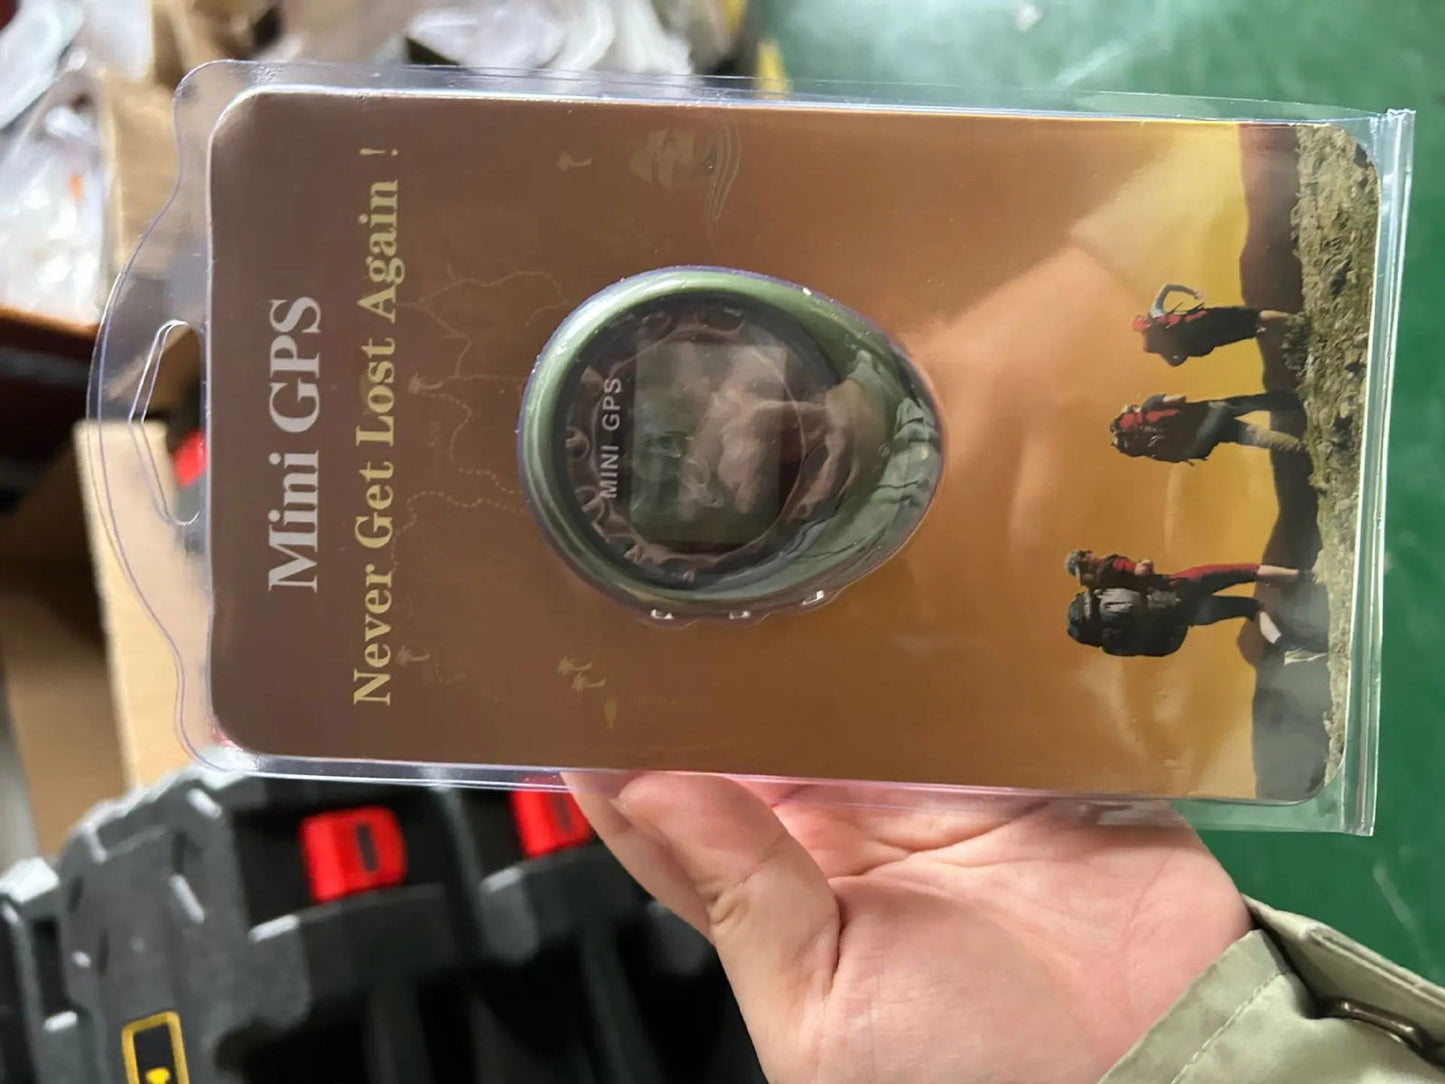 Mini GPS
Never Get Lost Again !
MINI GPS